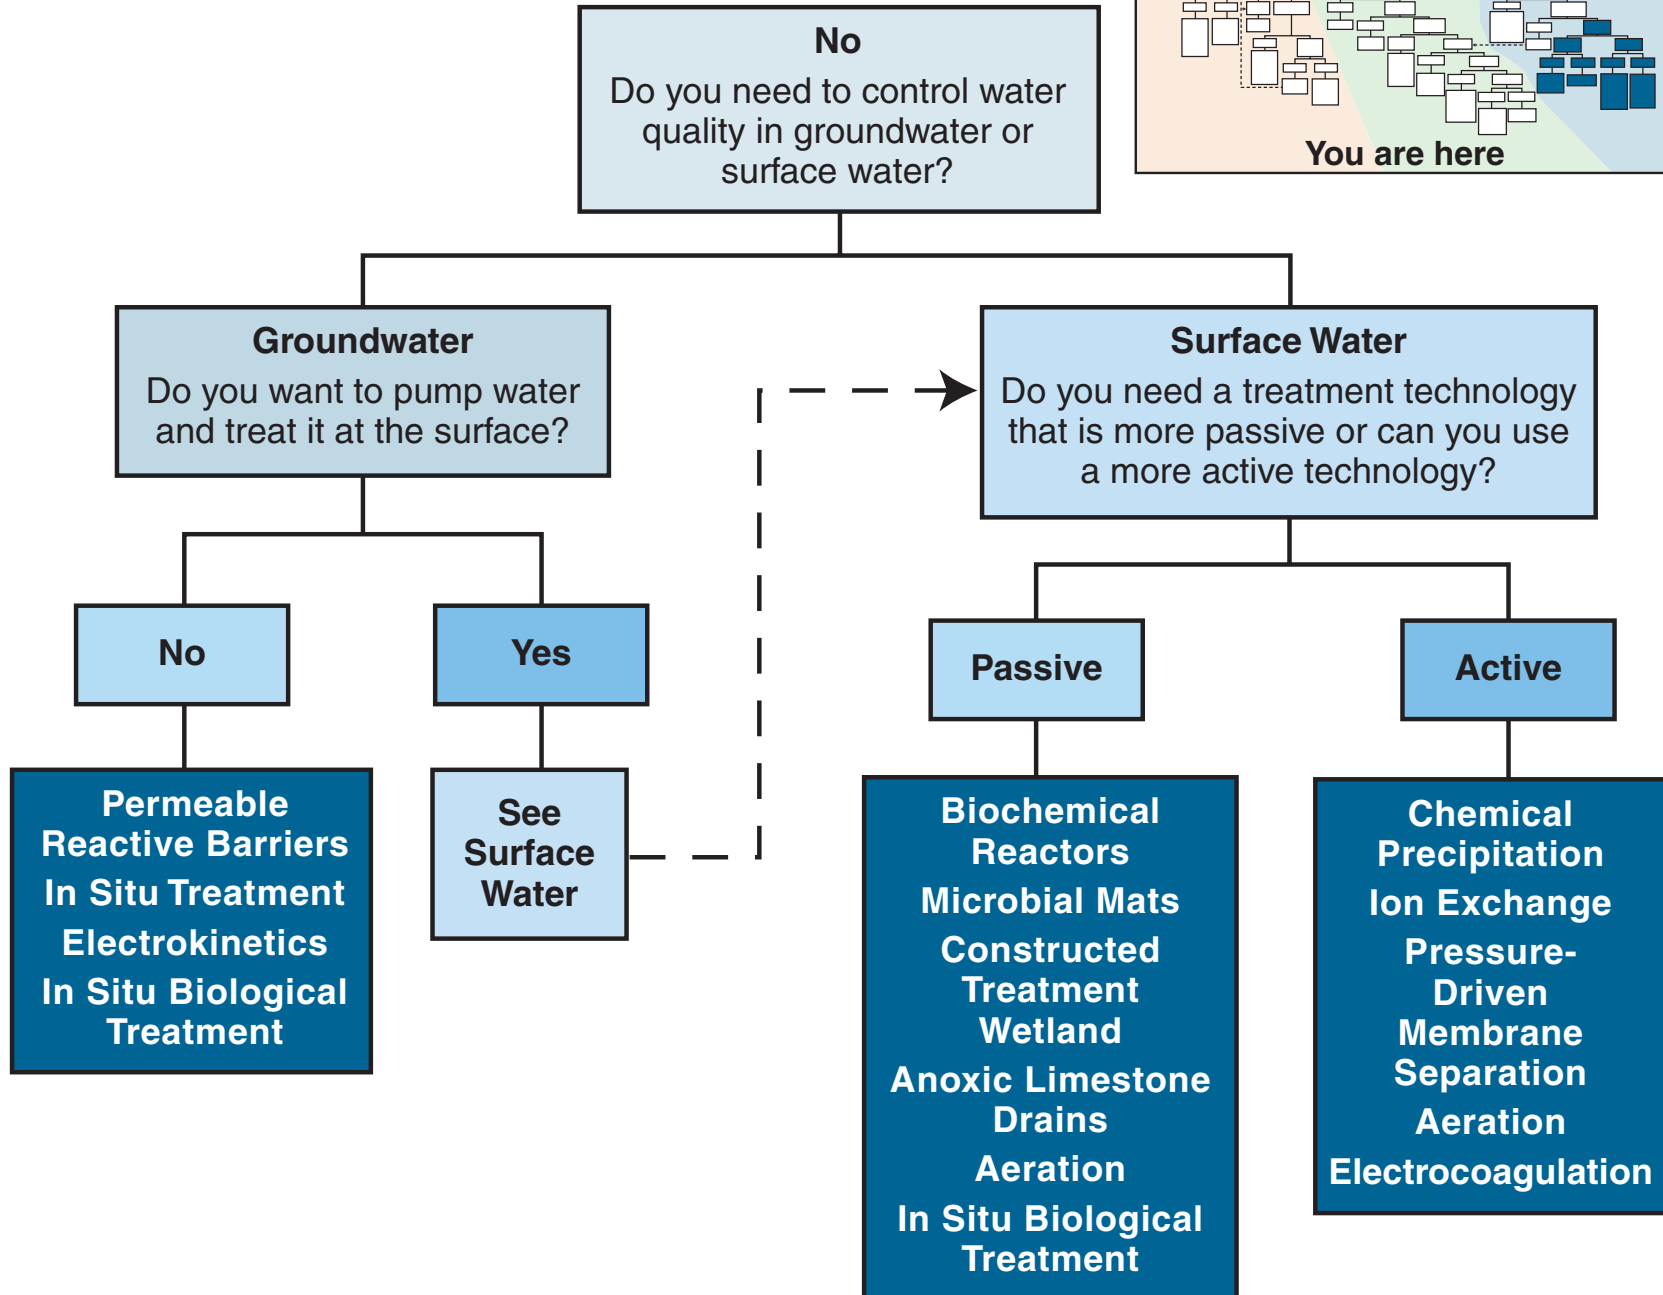 No
Do you need to control water
quality in groundwater or
surface water?
You are here
Groundwater
Do you want to pump water
and treat it at the surface?
Surface Water
Do you need a treatment technology
that is more passive or can you use
a more active technology?
No
Yes
Passive
Active
Permeable
Reactive Barriers
In Situ Treatment
Electrokinetics
In Situ Biological
Treatment
See
Surface
Water
Biochemical
Reactors
Microbial Mats
Constructed
Treatment
Wetland
Anoxic Limestone
Drains
Aeration
In Situ Biological
Treatment
Chemical
Precipitation
Ion Exchange
Pressure-
Driven
Membrane
Separation
Aeration
Electrocoagulation